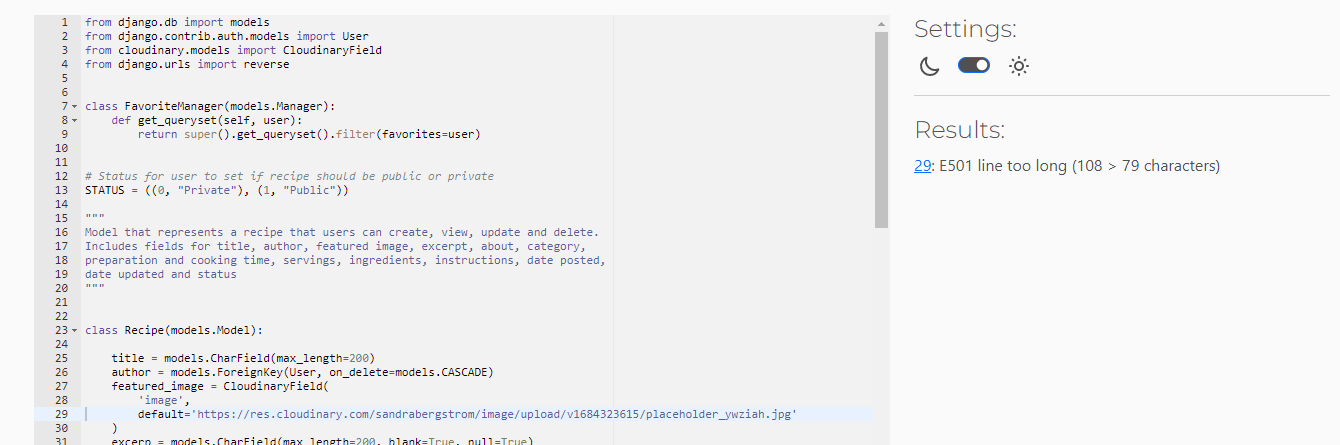 1 from django.db import models
2 from django.contrib.auth.models import User
3 from cloudinary.models import CloudinaryField
4 from django.urls import reverse
5
6
7 class FavoriteManager(models.Manager):
8     def get_queryset(self, user):
9         return super().get_queryset().filter(favorites=user)
10
11
12 # Status for user to set if recipe should be public or private
13 STATUS = ((0, "Private"), (1, "Public"))
14
15 """
16 Model that represents a recipe that users can create, view, update and delete.
17 Includes fields for title, author, featured image, excerpt, about, category,
18 preparation and cooking time, servings, ingredients, instructions, date posted,
19 date updated and status
20 """
21
22
23 class Recipe(models.Model):
24
25     title = models.CharField(max_length=200)
26     author = models.ForeignKey(User, on_delete=models.CASCADE)
27     featured_image = CloudinaryField(
28         'image',
29         default='https://res.cloudinary.com/sandrabergstrom/image/upload/v1684323615/placeholder_ywziah.jpg'
30     )
31     excerp = models.CharField(max_length=200, blank=True, null=True)
Settings:
Results:
29: E501 line too long (108 > 79 characters)